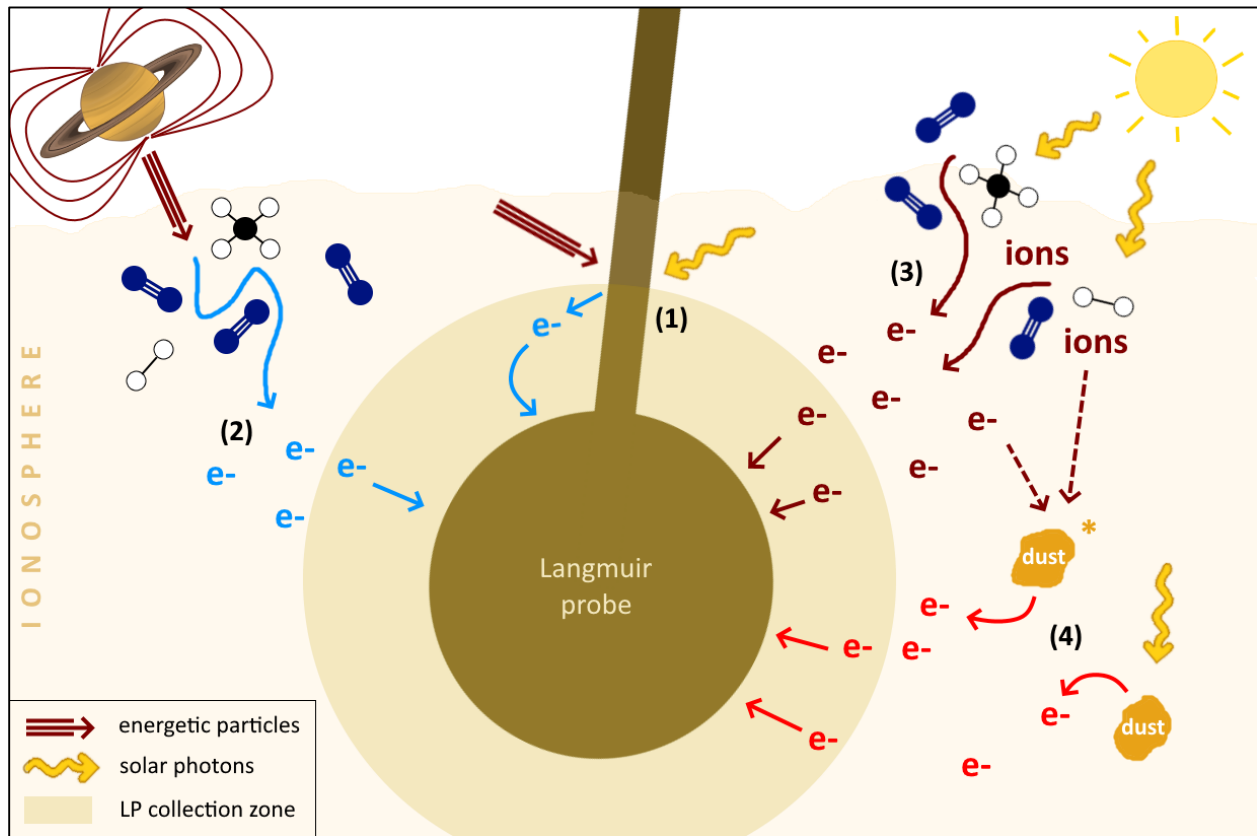 (1)
e-
(2)
e-
e-
e-
e-
(3)
ions
ions
e-
e-
e-
e-
e-
e-
e-
IONOSPHERE
Langmuir
probe
*
dust
(4)
e-
e-
e-
e-
e-
e-
dust
energetic particles
solar photons
LP collection zone